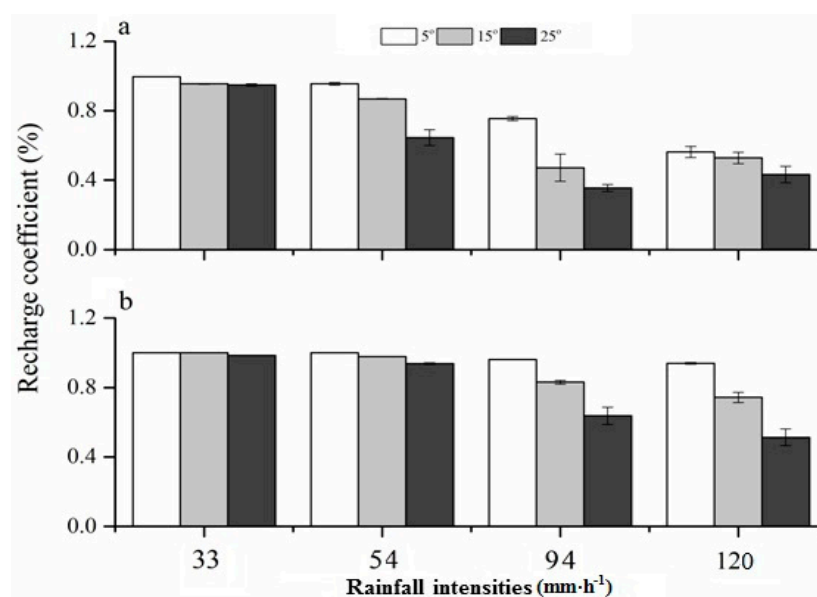 a
5° 15° 25°
1.2
0.8
0.4
0.0
Recharge coefficient (%)
b
1.2
0.8
0.4
0.0
33 54 94 120
Rainfall intensities (mm·h⁻¹)